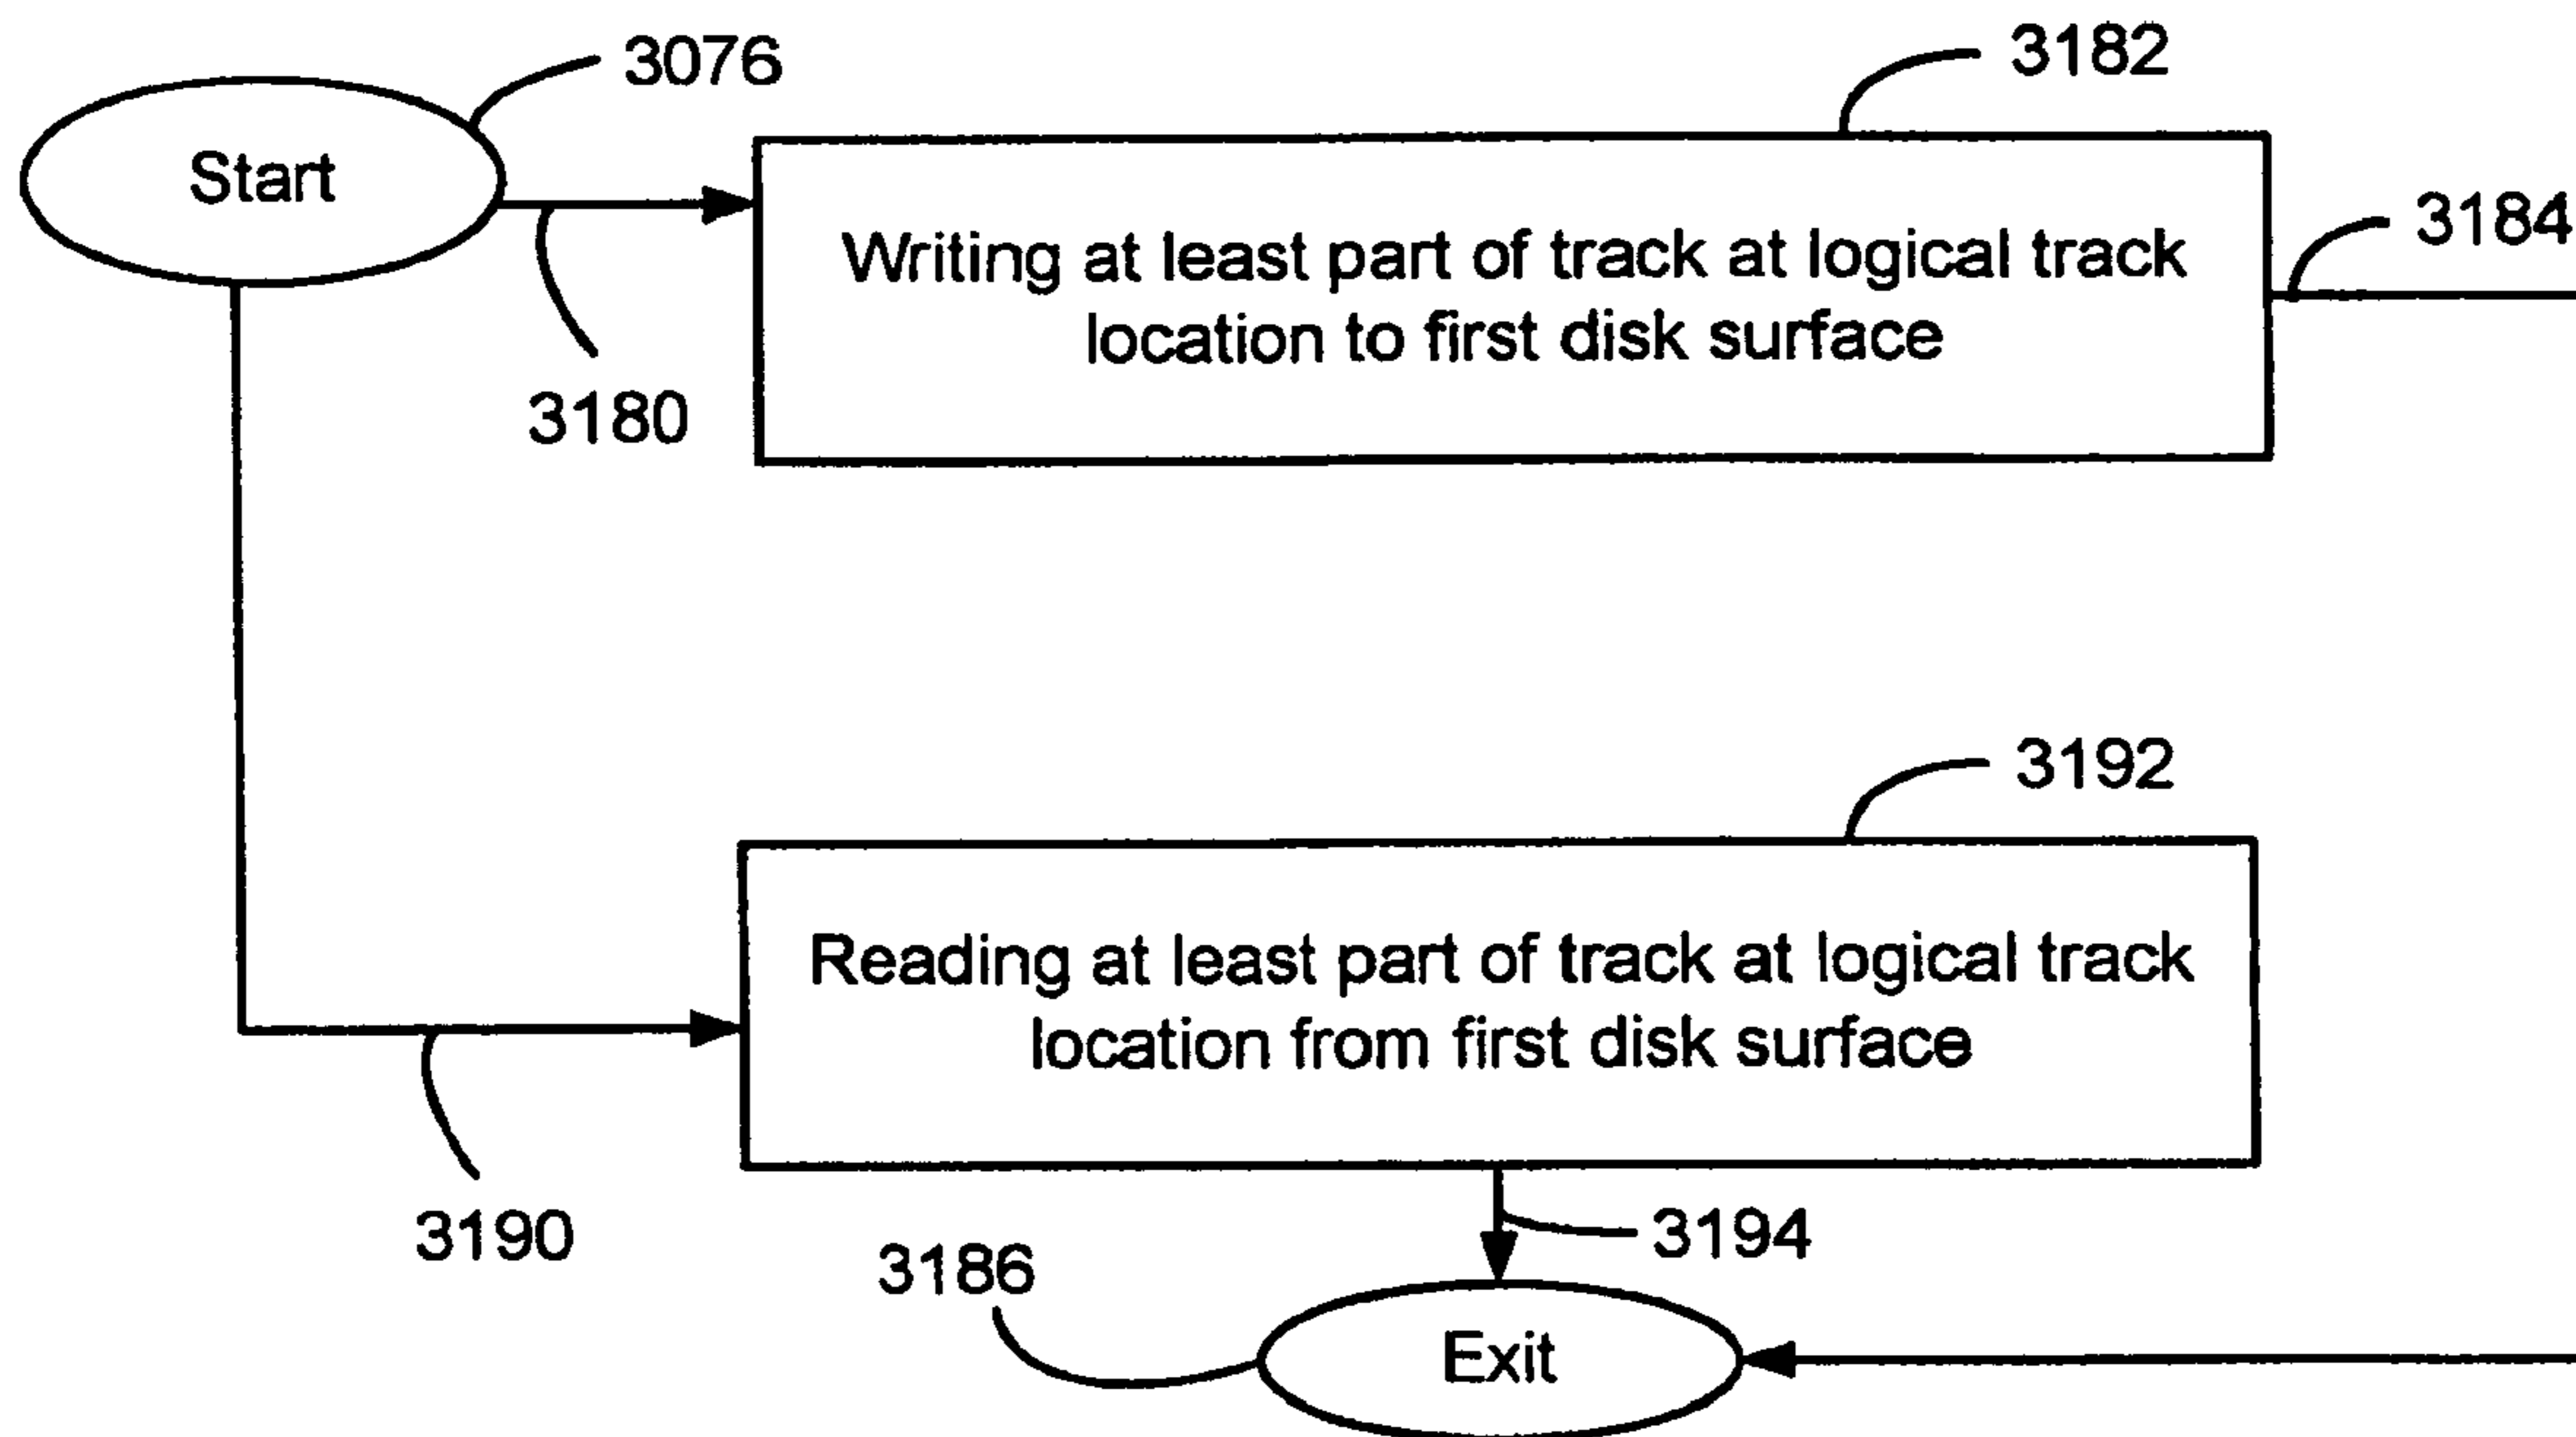 3076
3182
Start
3184
Writing at least part of track at logical track
location to first disk surface
3180
3192
Reading at least part of track at logical track
location from first disk surface
3190
3194
3186
Exit